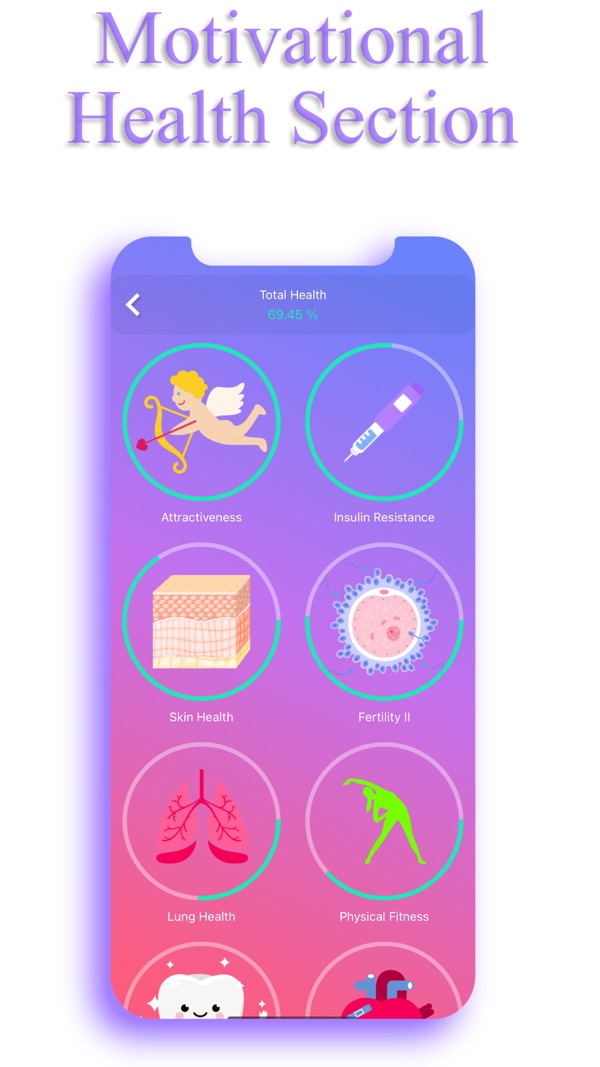 Motivational
Health Section
Total Health
69.45 %
Attractiveness
Insulin Resistance
Skin Health
Fertility II
Lung Health
Physical Fitness